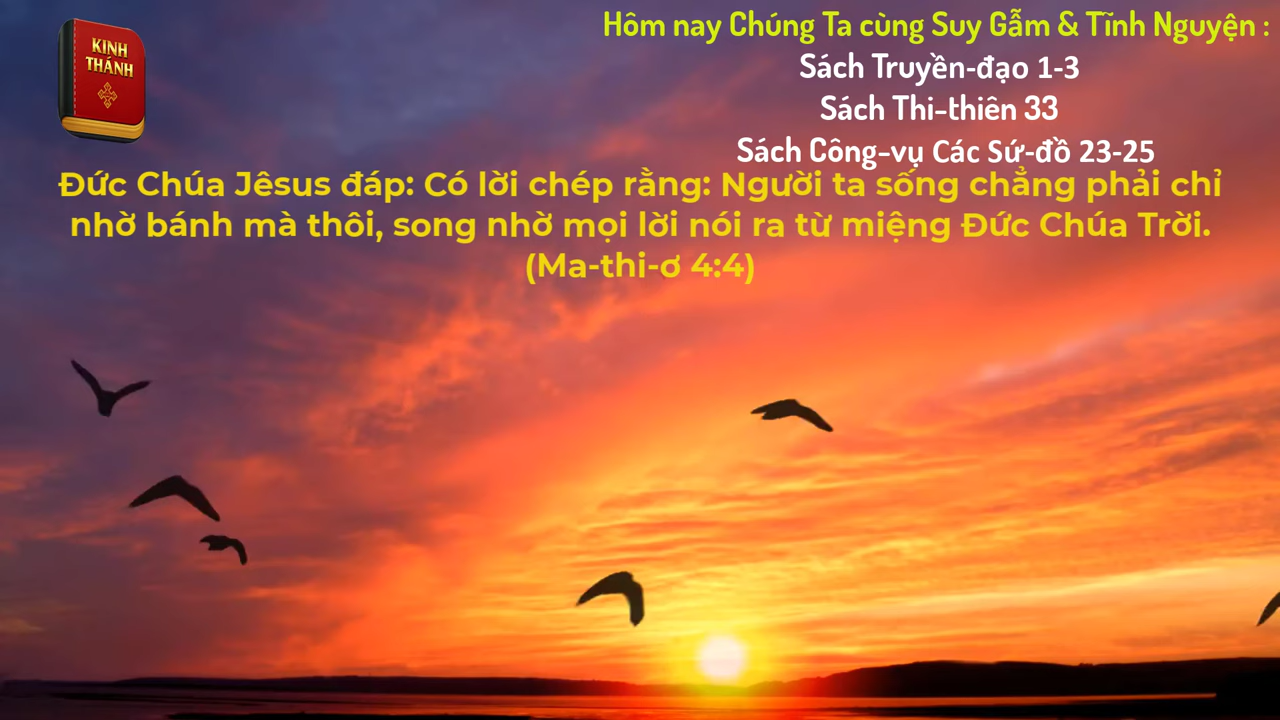 KINH
THÁNH
Hôm nay Chúng Ta cùng Suy Gẫm & Tĩnh Nguyện :
Sách Truyền-đạo 1-3
Sách Thi-thiên 33
Sách Công-vụ Các Sứ-đồ 23-25
Đức Chúa Jêsus đáp: Có lời chép rằng: Người ta sống chẳng phải chỉ
nhờ bánh mà thôi, song nhờ mọi lời nói ra từ miệng Đức Chúa Trời.
(Ma-thi-ơ 4:4)